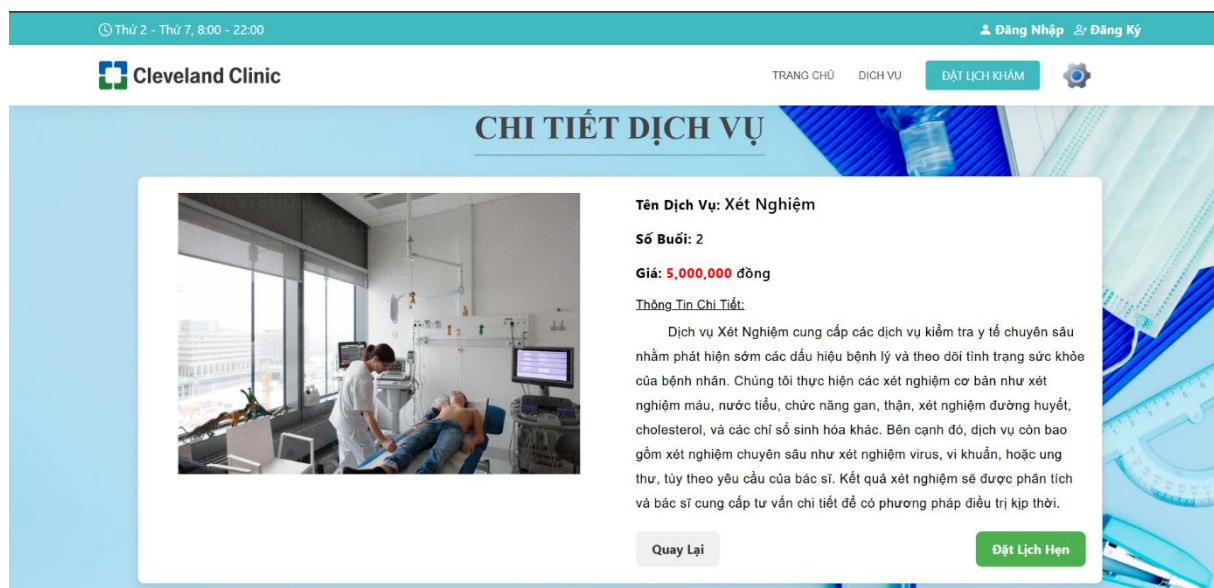 Thứ 2 - Thứ 7, 8:00 - 22:00
Đăng Nhập Đăng Ký
Cleveland Clinic
TRANG CHỦ DỊCH VỤ ĐẶT LỊCH KHÁM
CHI TIẾT DỊCH VỤ
WESTEND
Tên Dịch Vụ: Xét Nghiệm
Số Buổi: 2
Giá: 5,000,000 đồng
Thông Tin Chi Tiết:
Dịch vụ Xét Nghiệm cung cấp các dịch vụ kiểm tra y tế chuyên sâu
nhằm phát hiện sớm các dấu hiệu bệnh lý và theo dõi tình trạng sức khỏe
của bệnh nhân. Chúng tôi thực hiện các xét nghiệm cơ bản như xét
nghiệm máu, nước tiểu, chức năng gan, thận, xét nghiệm đường huyết,
cholesterol, và các chỉ số sinh hóa khác. Bên cạnh đó, dịch vụ còn bao
gồm xét nghiệm chuyên sâu như xét nghiệm virus, vi khuẩn, hoặc ung
thư, tùy theo yêu cầu của bác sĩ. Kết quả xét nghiệm sẽ được phân tích
và bác sĩ cung cấp tư vấn chi tiết để có phương pháp điều trị kịp thời.
Quay Lại Đặt Lịch Hẹn